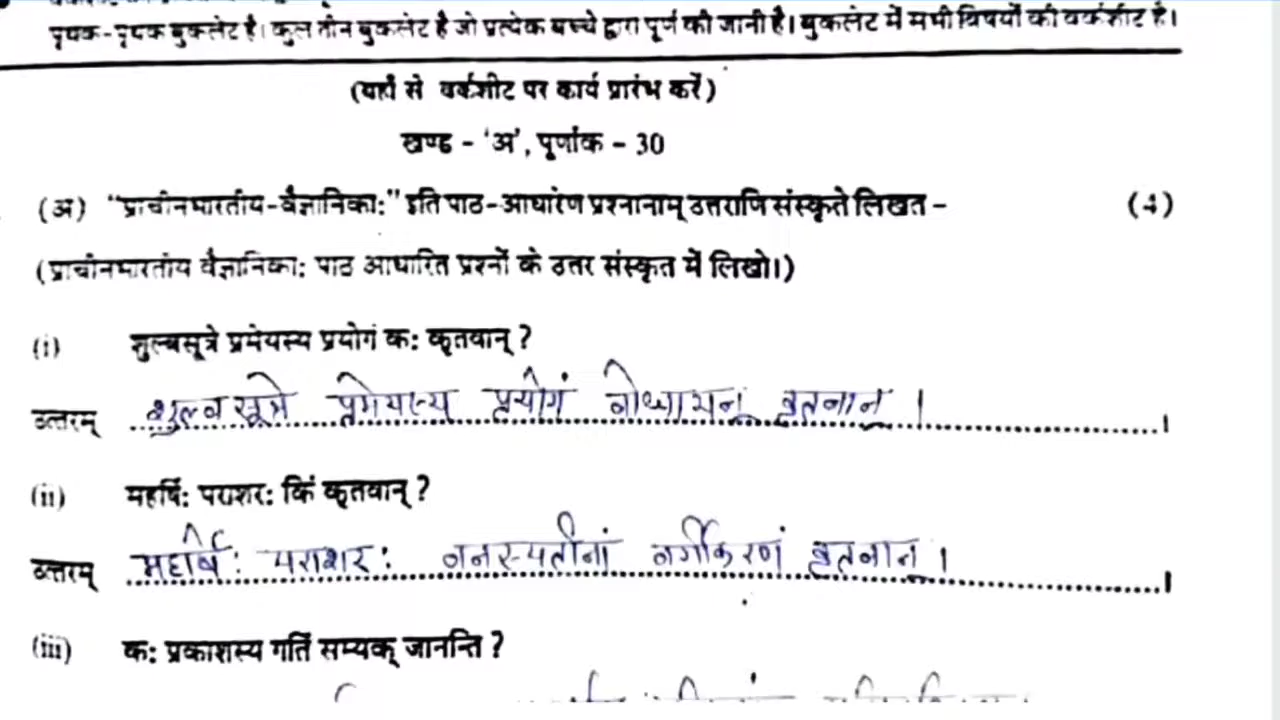 पृथक-पृथक बुकलेट है। कुल तीन बुकलेट है जो प्रत्येक बच्चे द्वारा पूर्ण की जानी है। बुकलेट में सभी विषयों की वर्कशीट है।
(यहाँ से वर्कशीट पर कार्य प्रारंभ करें)
खण्ड - 'अ', पूर्णांक - 30
(अ) "प्राचीनभारतीय-वैज्ञानिका:" इति पाठ-आधारेण प्रश्नानाम् उत्तराणि संस्कृते लिखत - (4)
(प्राचीनभारतीय वैज्ञानिका: पाठ आधारित प्रश्नों के उत्तर संस्कृत में लिखो।)
(i) शुल्बसूत्रे प्रमेयस्य प्रयोगं क: कृतवान् ?
उत्तरम् शुल्वसूत्रे प्रमेयस्य प्रयोगं बोधायन् कृतवान् ।
(ii) महर्षि: पराशर: किं कृतवान् ?
उत्तरम् महर्षि: पराशर: वनस्पतीनां वर्गीकरणं कृतवान् ।
(iii) क: प्रकाशस्य गतिं सम्यक् जानन्ति ?